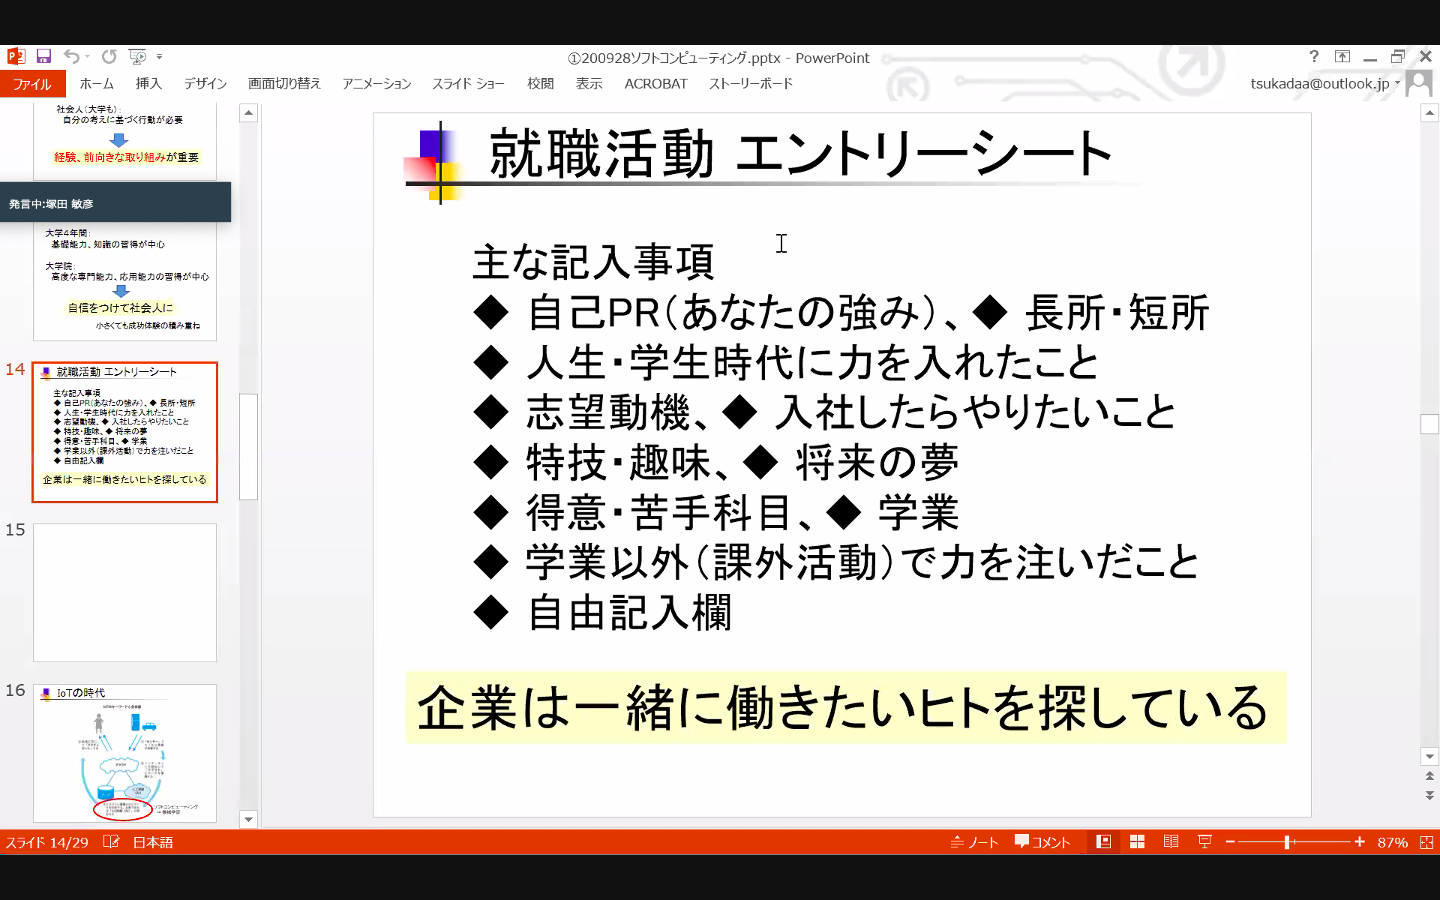 ①200928ソフトコンピューティング.pptx - PowerPoint
ファイル ホーム 挿入 デザイン 画面切り替え アニメーション スライド ショー 校閲 表示 ACROBAT ストーリーボード
tsukadaa@outlook.jp
社会人(大学も):
自分の考えに基づく行動が必要
経験、前向きな取り組みが重要
発言中:塚田 敏彦
大学4年間:
基礎能力、知識の習得が中心
大学院:
高度な専門能力、応用能力の習得が中心
自信をつけて社会人に
小さくても成功体験の積み重ね
14
就職活動 エントリーシート
主な記入事項
◆ 自己PR(あなたの強み)、◆ 長所・短所
◆ 人生・学生時代に力を入れたこと
◆ 志望動機、◆ 入社したらやりたいこと
◆ 特技・趣味、◆ 将来の夢
◆ 得意・苦手科目、◆ 学業
◆ 学業以外(課外活動)で力を注いだこと
◆ 自由記入欄
企業は一緒に働きたいヒトを探している
15
16
IoTの時代
ソフトコンピューティング
就職活動 エントリーシート
主な記入事項
◆ 自己PR(あなたの強み)、◆ 長所・短所
◆ 人生・学生時代に力を入れたこと
◆ 志望動機、◆ 入社したらやりたいこと
◆ 特技・趣味、◆ 将来の夢
◆ 得意・苦手科目、◆ 学業
◆ 学業以外(課外活動)で力を注いだこと
◆ 自由記入欄
企業は一緒に働きたいヒトを探している
スライド 14/29 日本語 ノート コメント 87%